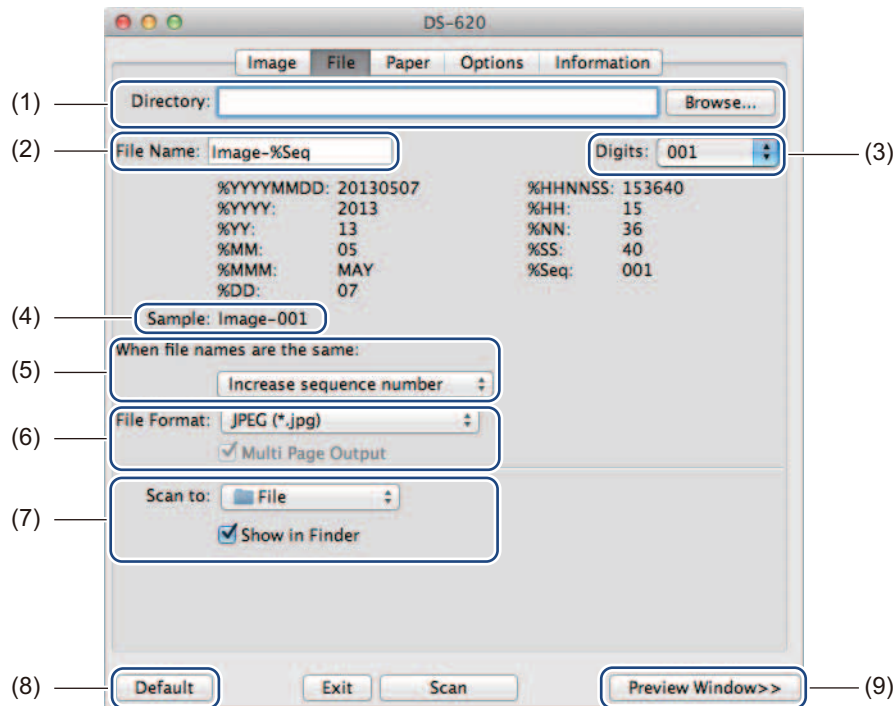 DS-620
Image File Paper Options Information
(1) Directory: Browse...
(2) File Name: Image-%Seq Digits: 001 (3)
%YYYYMMDD: 20130507 %HHNNSS: 153640
%YYYY: 2013 %HH: 15
%YY: 13 %NN: 36
%MM: 05 %SS: 40
%MMM: MAY %Seq: 001
%DD: 07
(4) Sample: Image-001
When file names are the same:
(5) Increase sequence number
(6) File Format: JPEG (*.jpg)
Multi Page Output
(7) Scan to: File
Show in Finder
(8) Default Exit Scan Preview Window>> (9)